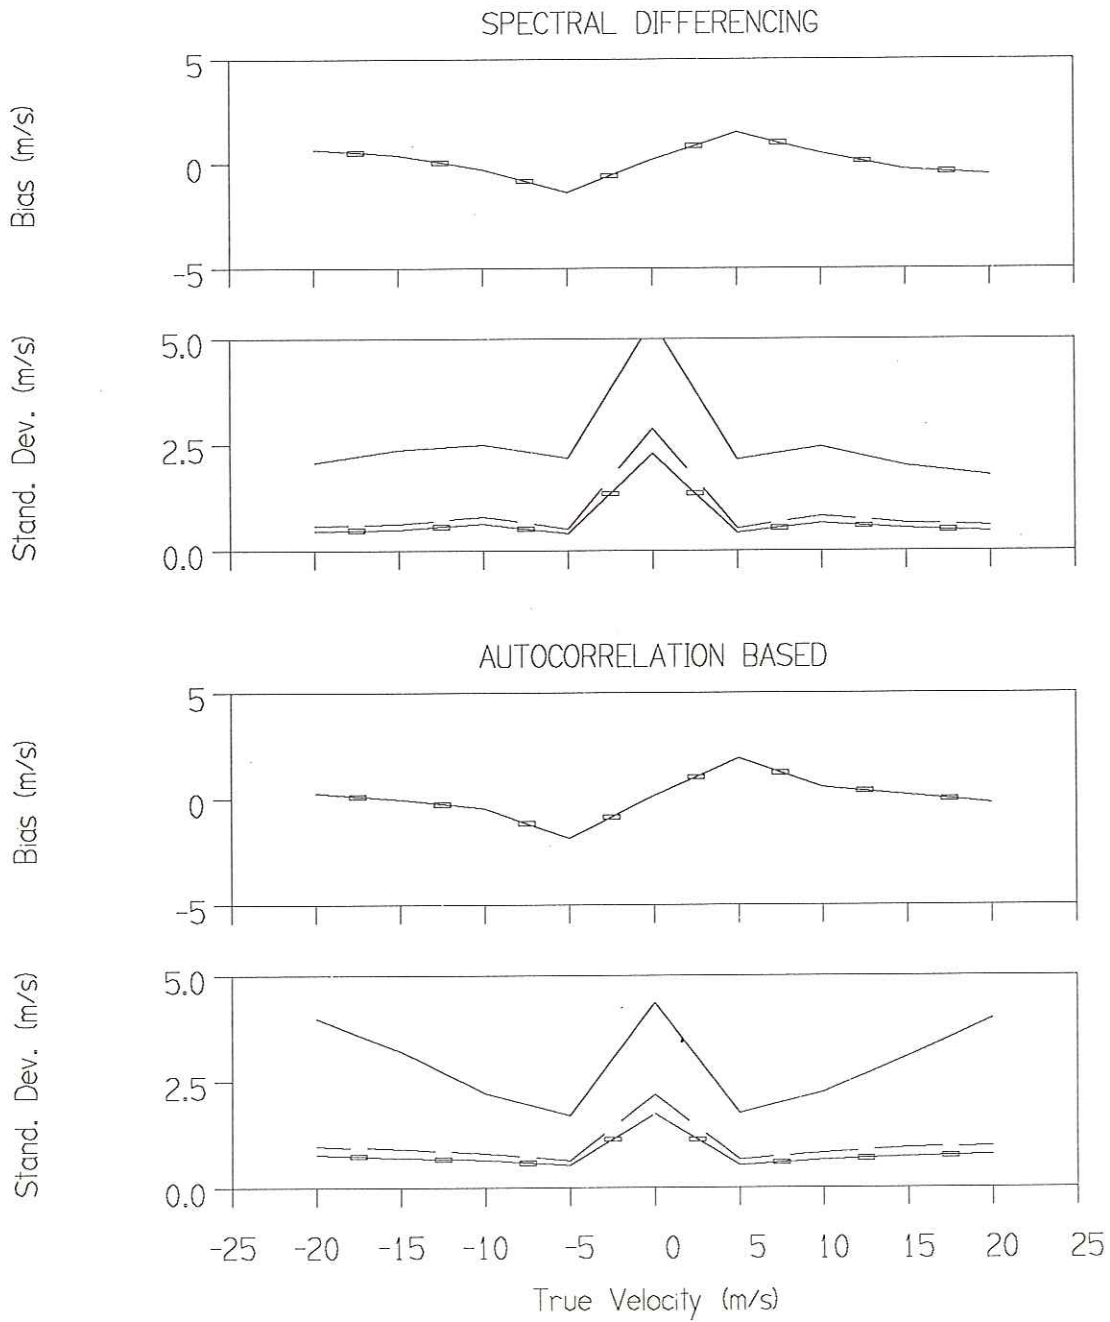 SPECTRAL DIFFERENCING
5
0
-5
Bias (m/s)
5.0
2.5
0.0
Stand. Dev. (m/s)
AUTOCORRELATION BASED
5
0
-5
Bias (m/s)
5.0
2.5
0.0
Stand. Dev. (m/s)
-25 -20 -15 -10 -5 0 5 10 15 20 25
True Velocity (m/s)